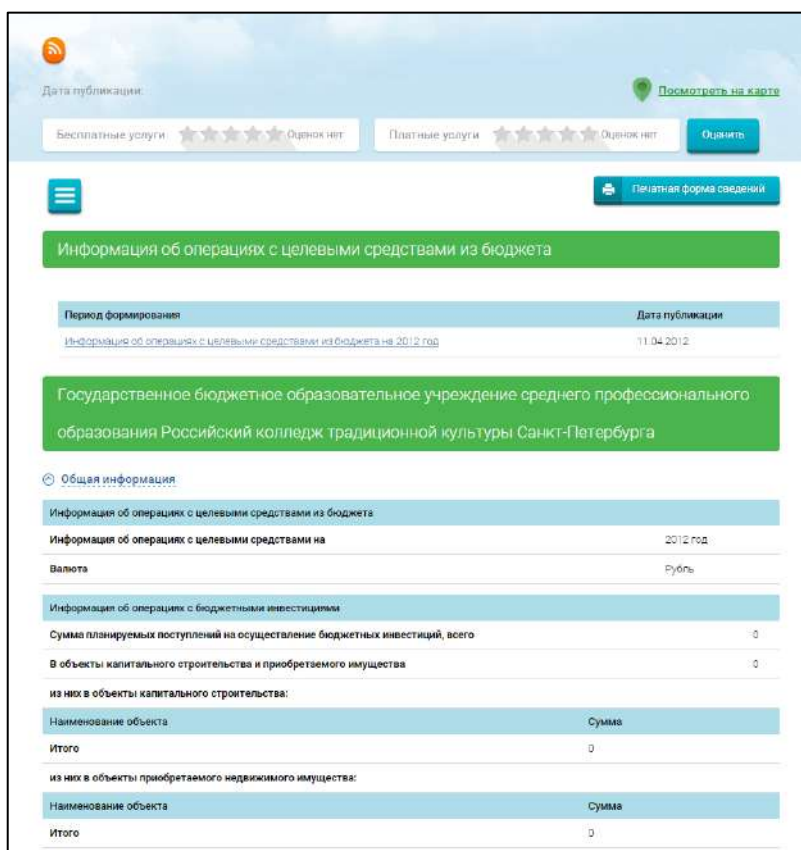 Дата публикации:
Посмотреть на карте
Бесплатные услуги Оценок нет Платные услуги Оценок нет Оценить
Печатная форма сведений
Информация об операциях с целевыми средствами из бюджета
Период формирования Дата публикации
Информация об операциях с целевыми средствами из бюджета на 2012 год 11.04.2012
Государственное бюджетное образовательное учреждение среднего профессионального
образования Российский колледж традиционной культуры Санкт-Петербурга
Общая информация
Информация об операциях с целевыми средствами из бюджета
Информация об операциях с целевыми средствами на 2012 год
Валюта Рубль
Информация об операциях с бюджетными инвестициями
Сумма планируемых поступлений на осуществление бюджетных инвестиций, всего 0
В объекты капитального строительства и приобретаемого имущества 0
из них в объекты капитального строительства:
Наименование объекта Сумма
Итого 0
из них в объекты приобретаемого недвижимого имущества:
Наименование объекта Сумма
Итого 0